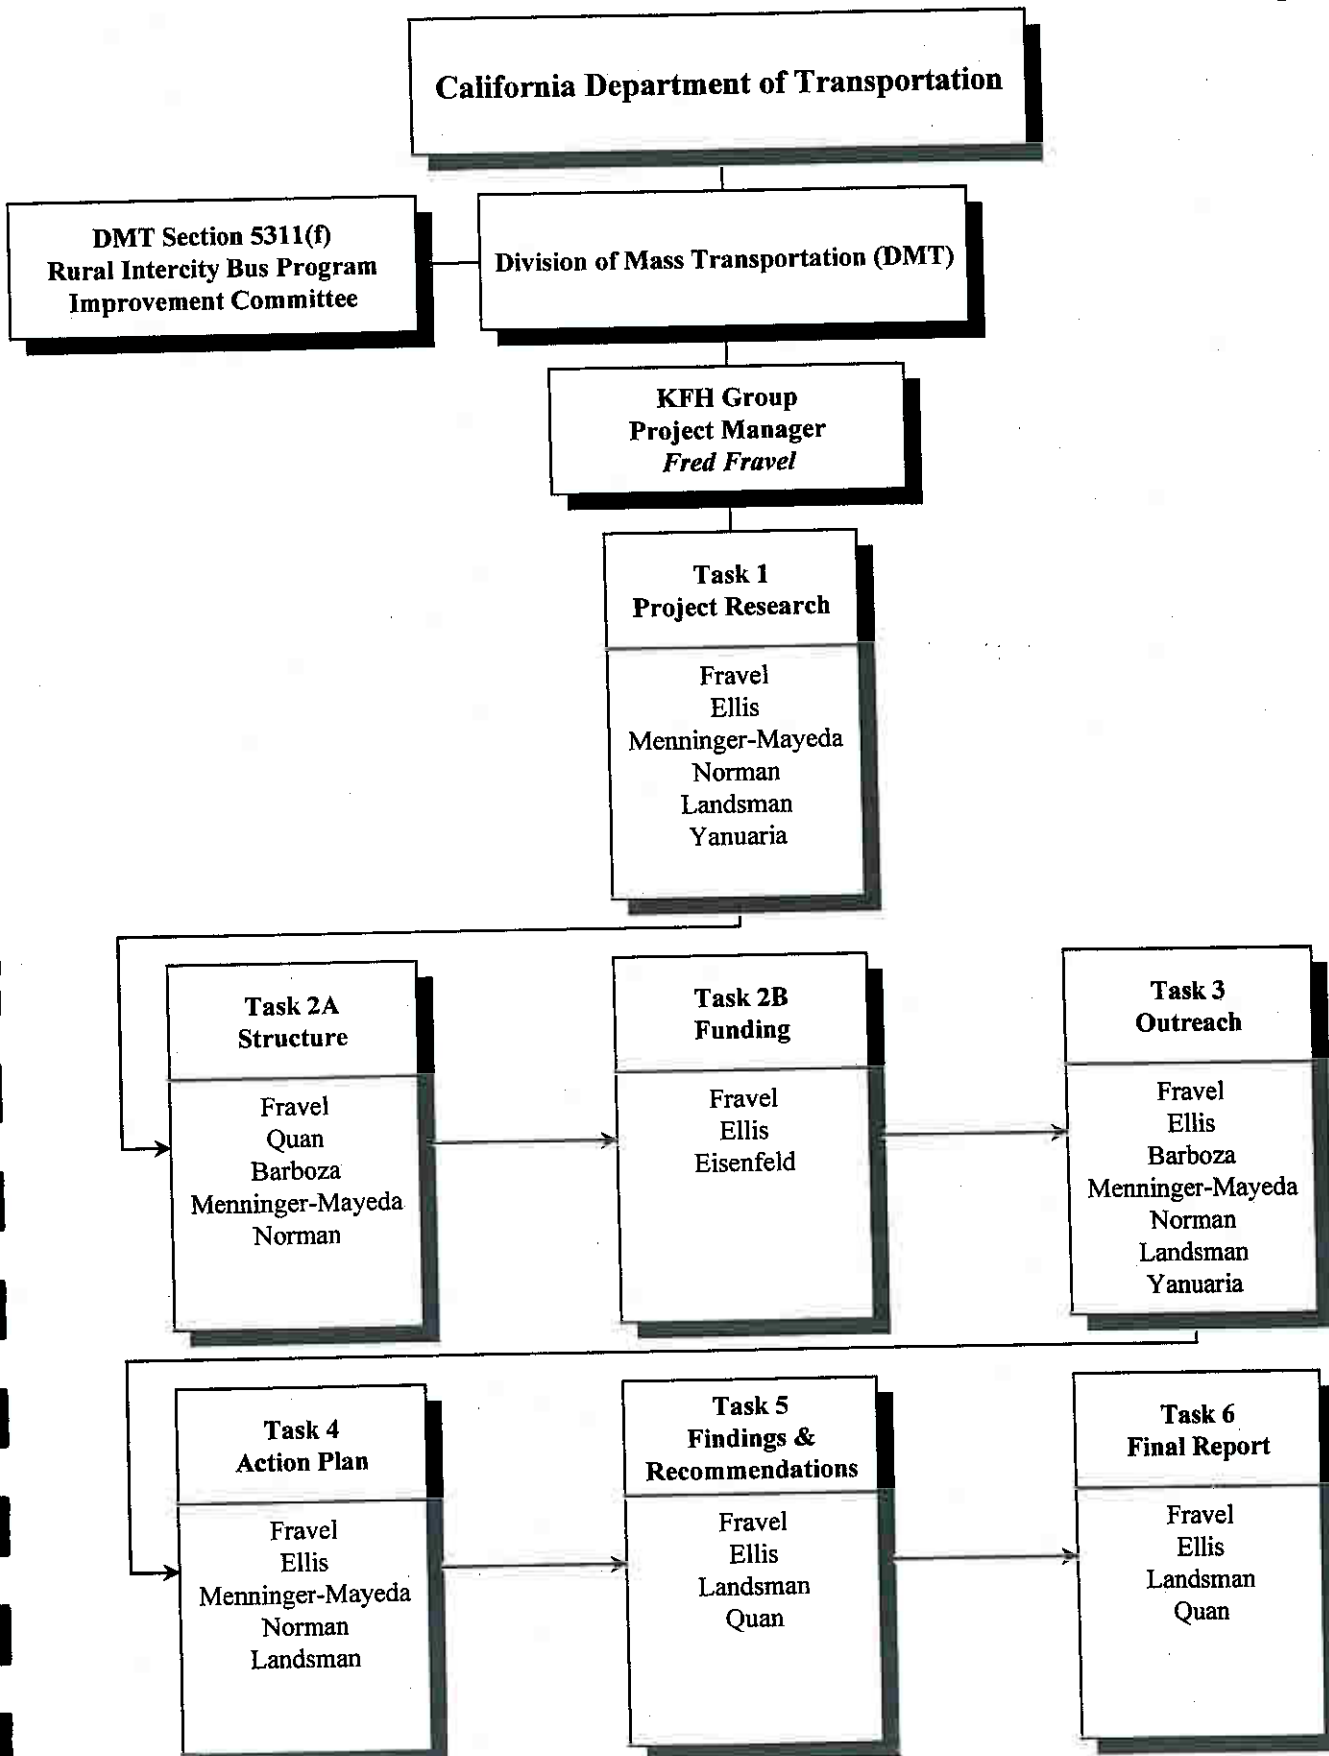 California Department of Transportation
DMT Section 5311(f)
Rural Intercity Bus Program
Improvement Committee
Division of Mass Transportation (DMT)
KFH Group
Project Manager
Fred Fravel
Task 1
Project Research
Fravel
Ellis
Menninger-Mayeda
Norman
Landsman
Yanuaria
Task 2A
Structure
Fravel
Quan
Barboza
Menninger-Mayeda
Norman
Task 2B
Funding
Fravel
Ellis
Eisenfeld
Task 3
Outreach
Fravel
Ellis
Barboza
Menninger-Mayeda
Norman
Landsman
Yanuaria
Task 4
Action Plan
Fravel
Ellis
Menninger-Mayeda
Norman
Landsman
Task 5
Findings &
Recommendations
Fravel
Ellis
Landsman
Quan
Task 6
Final Report
Fravel
Ellis
Landsman
Quan